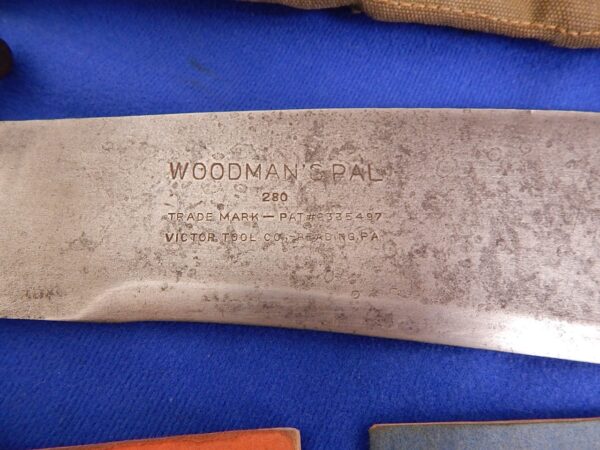 WOODMAN'S PAL
280
TRADE MARK — PAT#2335497
VICTOR TOOL CO. READING, PA.